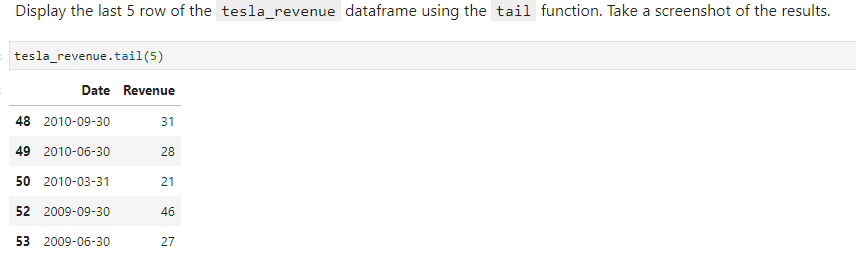 Display the last 5 row of the tesla_revenue dataframe using the tail function. Take a screenshot of the results.
tesla_revenue.tail(5)
Date Revenue
48 2010-09-30 31
49 2010-06-30 28
50 2010-03-31 21
52 2009-09-30 46
53 2009-06-30 27